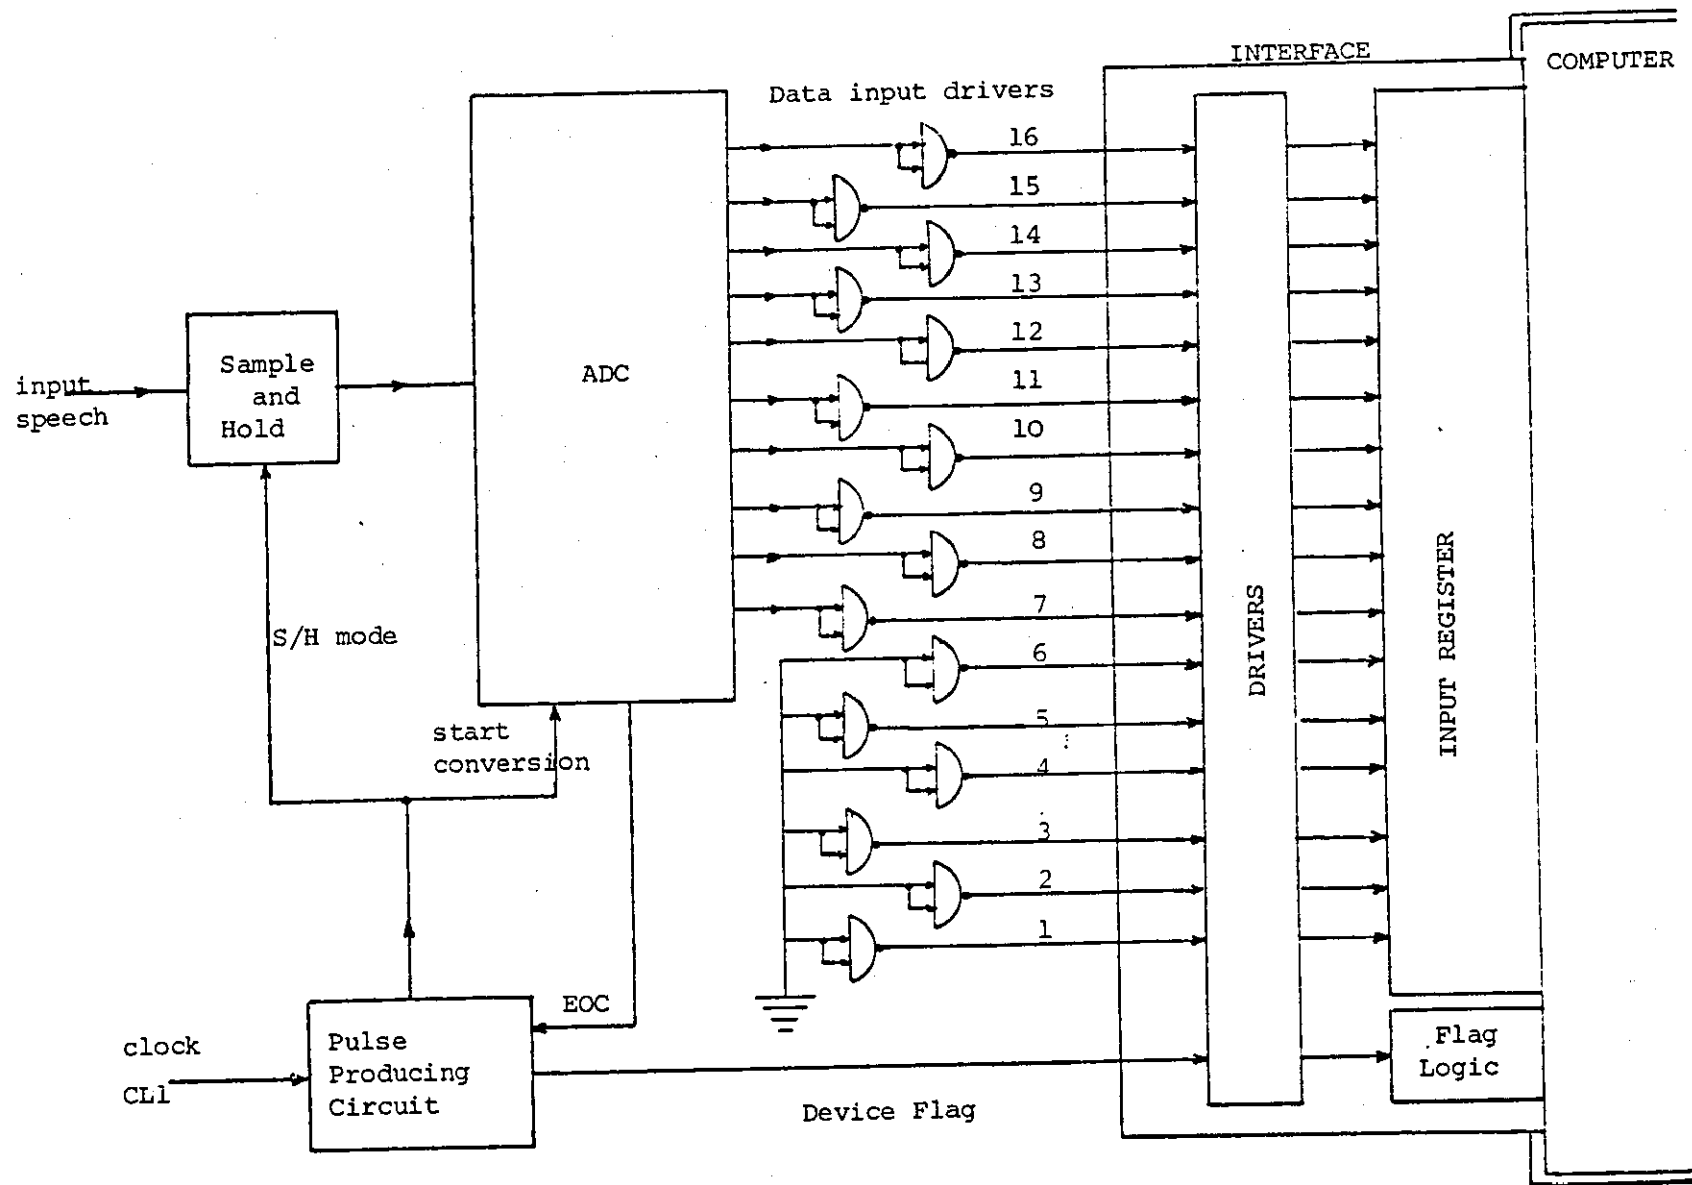 INTERFACE
COMPUTER
Data input drivers
16
15
14
13
12
11
10
9
8
7
6
5
4
3
2
1
input
speech
Sample
and
Hold
ADC
S/H mode
start
conversion
EOC
clock
CL1
Pulse
Producing
Circuit
Device Flag
DRIVERS
INPUT REGISTER
Flag
Logic